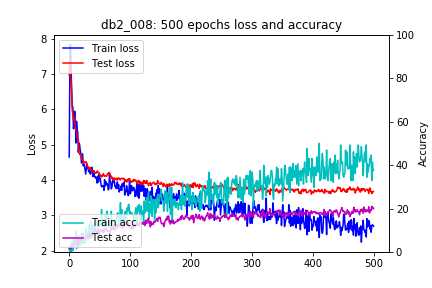 db2_008: 500 epochs loss and accuracy
Train loss
Test loss
Train acc
Test acc
Loss
Accuracy
8
7
6
5
4
3
2
100
80
60
40
20
0
0
100
200
300
400
500